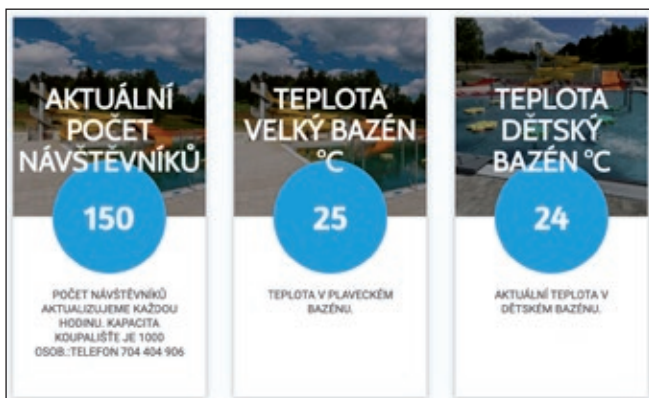 AKTUÁLNÍ
POČET
NÁVŠTĚVNÍKŮ
150
POČET NÁVŠTĚVNÍKŮ
AKTUALIZUJEME KAŽDOU
HODINU. KAPACITA
KOUPALIŠTĚ JE 1000
OSOB.:TELEFON 704 404 906
TEPLOTA
VELKÝ BAZÉN
°C
25
TEPLOTA V PLAVECKÉM
BAZÉNU.
TEPLOTA
DĚTSKÝ
BAZÉN °C
24
AKTUÁLNÍ TEPLOTA V
DĚTSKÉM BAZÉNU.